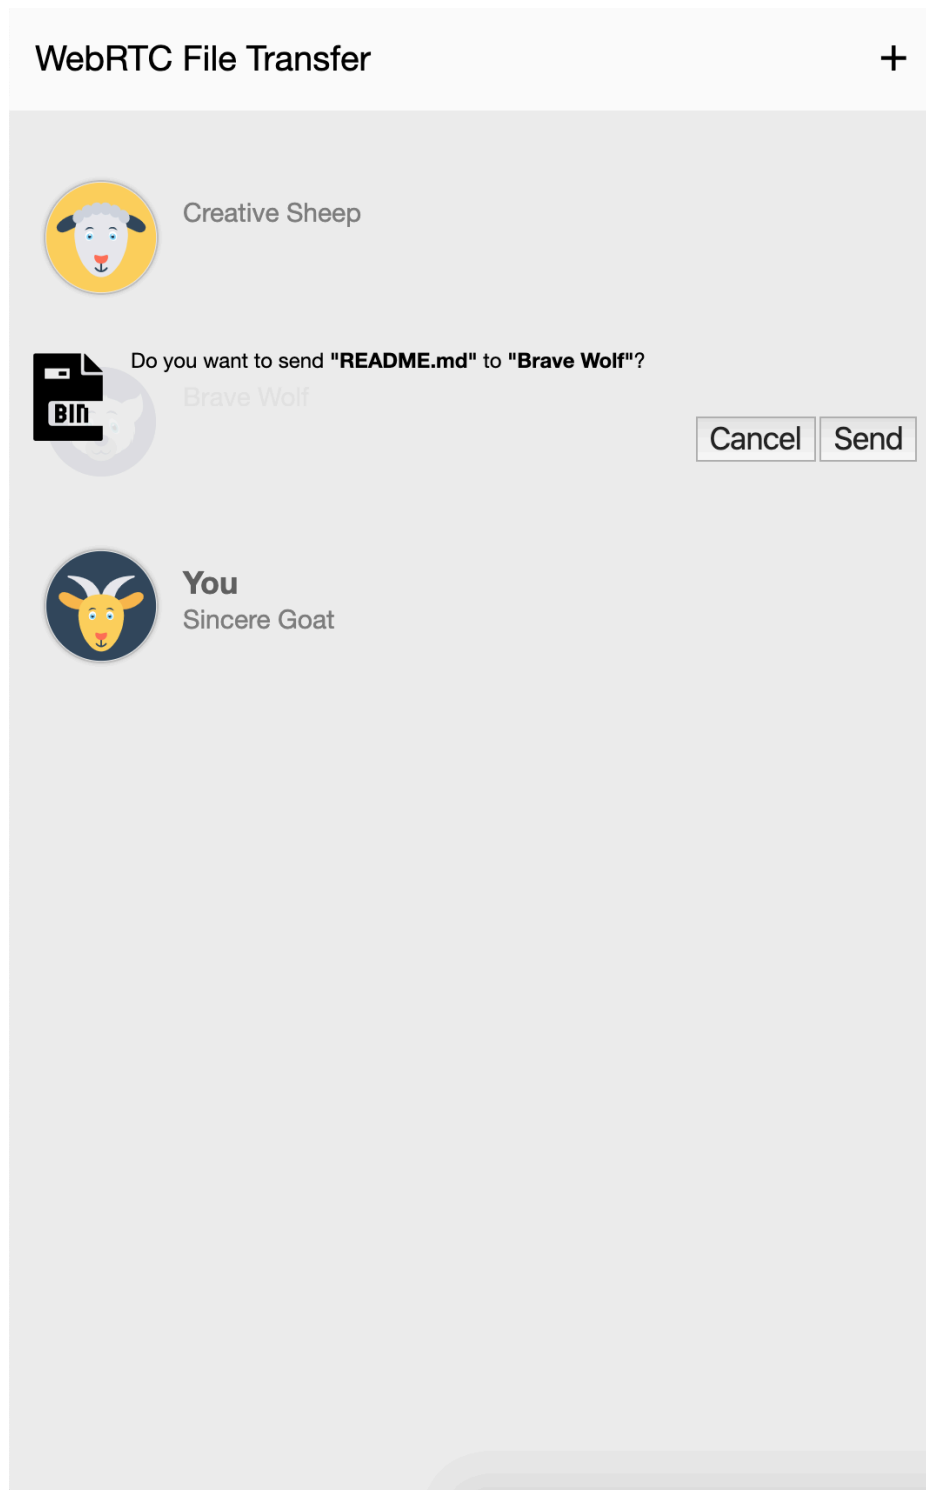 WebRTC File Transfer +
Creative Sheep
Do you want to send "README.md" to "Brave Wolf"?
BIN
Brave Wolf
Cancel Send
You
Sincere Goat